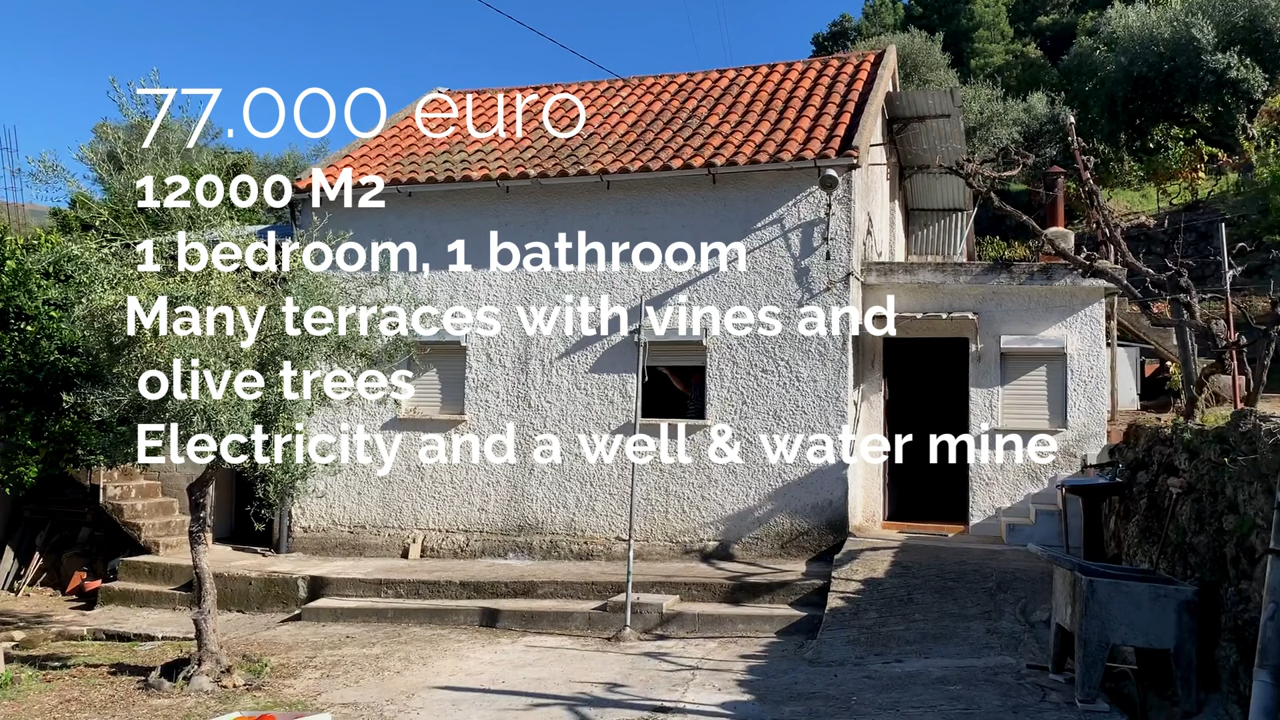 77.000 euro
12000 M2
1 bedroom, 1 bathroom
Many terraces with vines and
olive trees
Electricity and a well & water mine